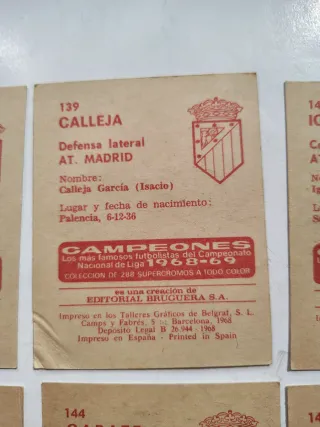 139
CALLEJA
Defensa lateral
AT. MADRID
Nombre:
Calleja García (Isacio)
Lugar y fecha de nacimiento:
Palencia, 6-12-36
CAMPEONES
Los más famosos futbolistas del Campeonato
Nacional de Liga 1968-69
COLECCION DE 288 SUPERCROMOS A TODO COLOR
es una creación de
EDITORIAL BRUGUERA S.A.
Impreso en los Talleres Gráficos de Belgraf, S. L.
Camps y Fabrés, 5 Barcelona, 1968
Depósito Legal B 26.944 - 1968
Impreso en España - Printed in Spain
144